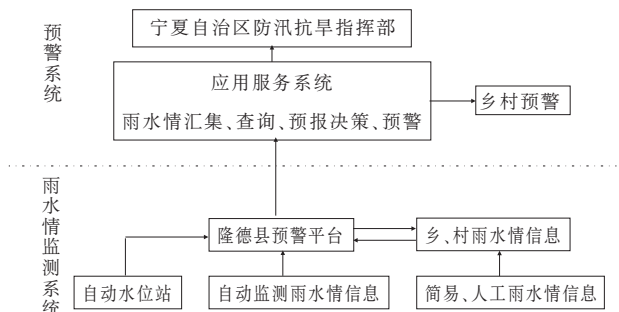 预警系统
宁夏自治区防汛抗旱指挥部
应用服务系统
雨水情汇集、查询、预报决策、预警
乡村预警
雨水情监测系统
隆德县预警平台
乡、村雨水情信息
自动水位站
自动监测雨水情信息
简易、人工雨水情信息